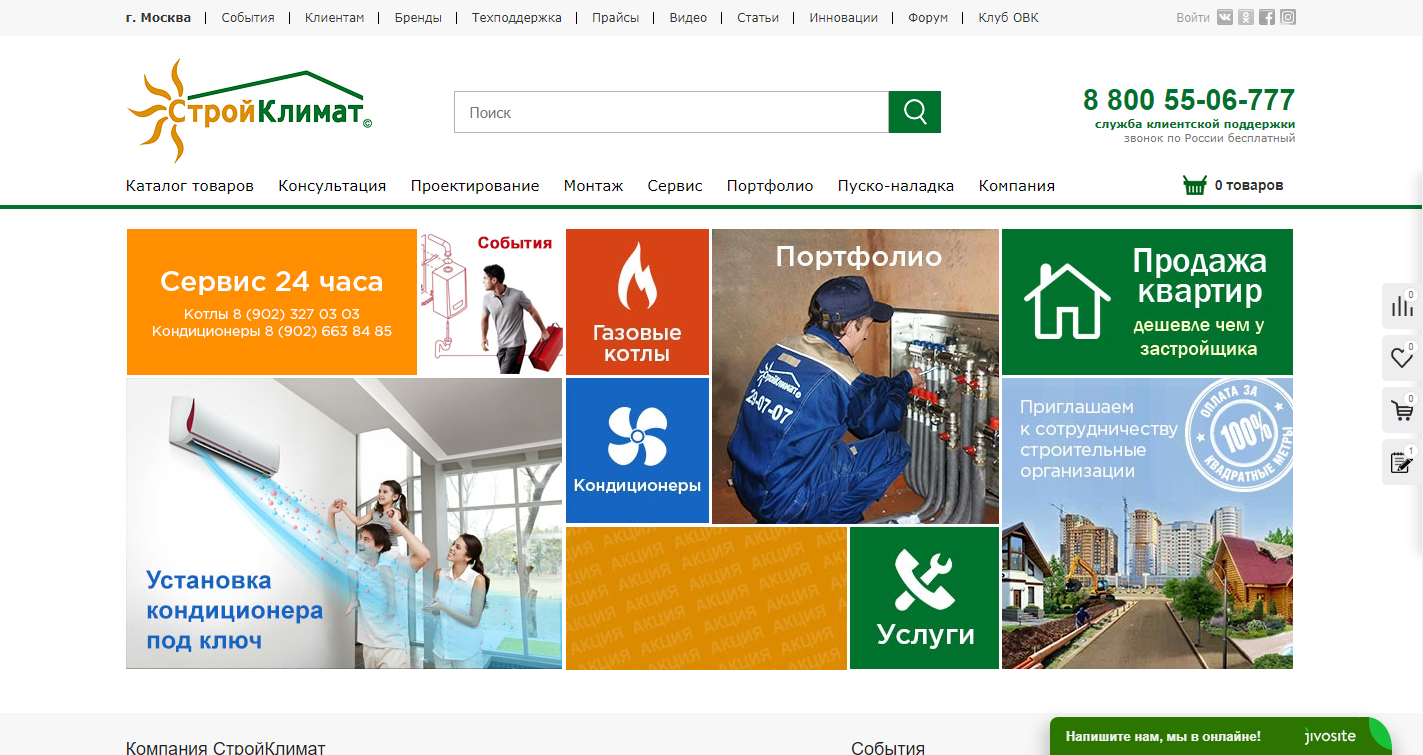 г. Москва | События | Клиентам | Бренды | Техподдержка | Прайсы | Видео | Статьи | Инновации | Форум | Клуб ОВК
Войти
СтройКлимат©
Поиск
8 800 55-06-777
служба клиентской поддержки
звонок по России бесплатный
Каталог товаров Консультация Проектирование Монтаж Сервис Портфолио Пуско-наладка Компания
0 товаров
Сервис 24 часа
Котлы 8 (902) 327 03 03
Кондиционеры 8 (902) 663 84 85
События
Газовые
котлы
Портфолио
СтройКлимат
29-07-07
Продажа
квартир
дешевле чем у
застройщика
Установка
кондиционера
под ключ
Кондиционеры
АКЦИЯ АКЦИЯ АКЦИЯ АКЦИЯ
Услуги
Приглашаем
к сотрудничеству
строительные
организации
ОПЛАТА ЗА
100%
КВАДРАТНЫЕ МЕТРЫ
0
0
0
1
Компания СтройКлимат
События
Напишите нам, мы в онлайне!
jivosite